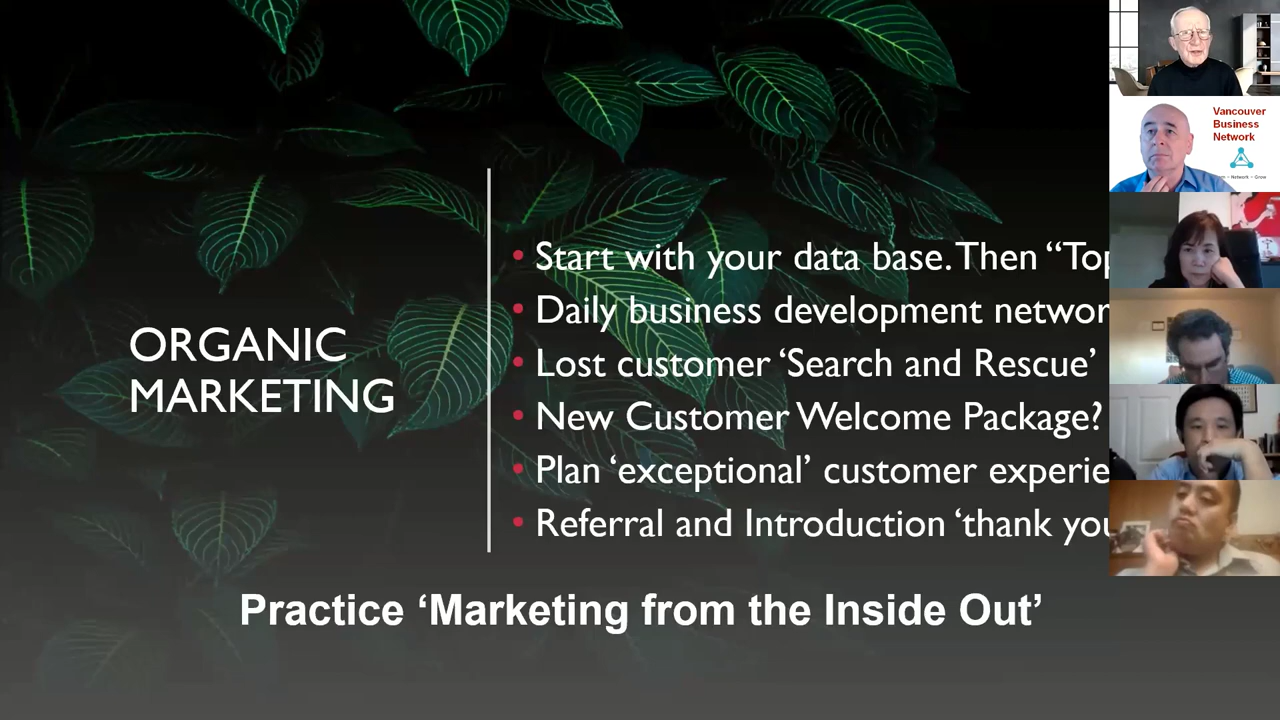 ORGANIC
MARKETING
• Start with your data base. Then “Top
• Daily business development networ
• Lost customer ‘Search and Rescue’
• New Customer Welcome Package?
• Plan ‘exceptional’ customer experie
• Referral and Introduction ‘thank you
Practice ‘Marketing from the Inside Out’
Vancouver
Business
Network
– Network – Grow